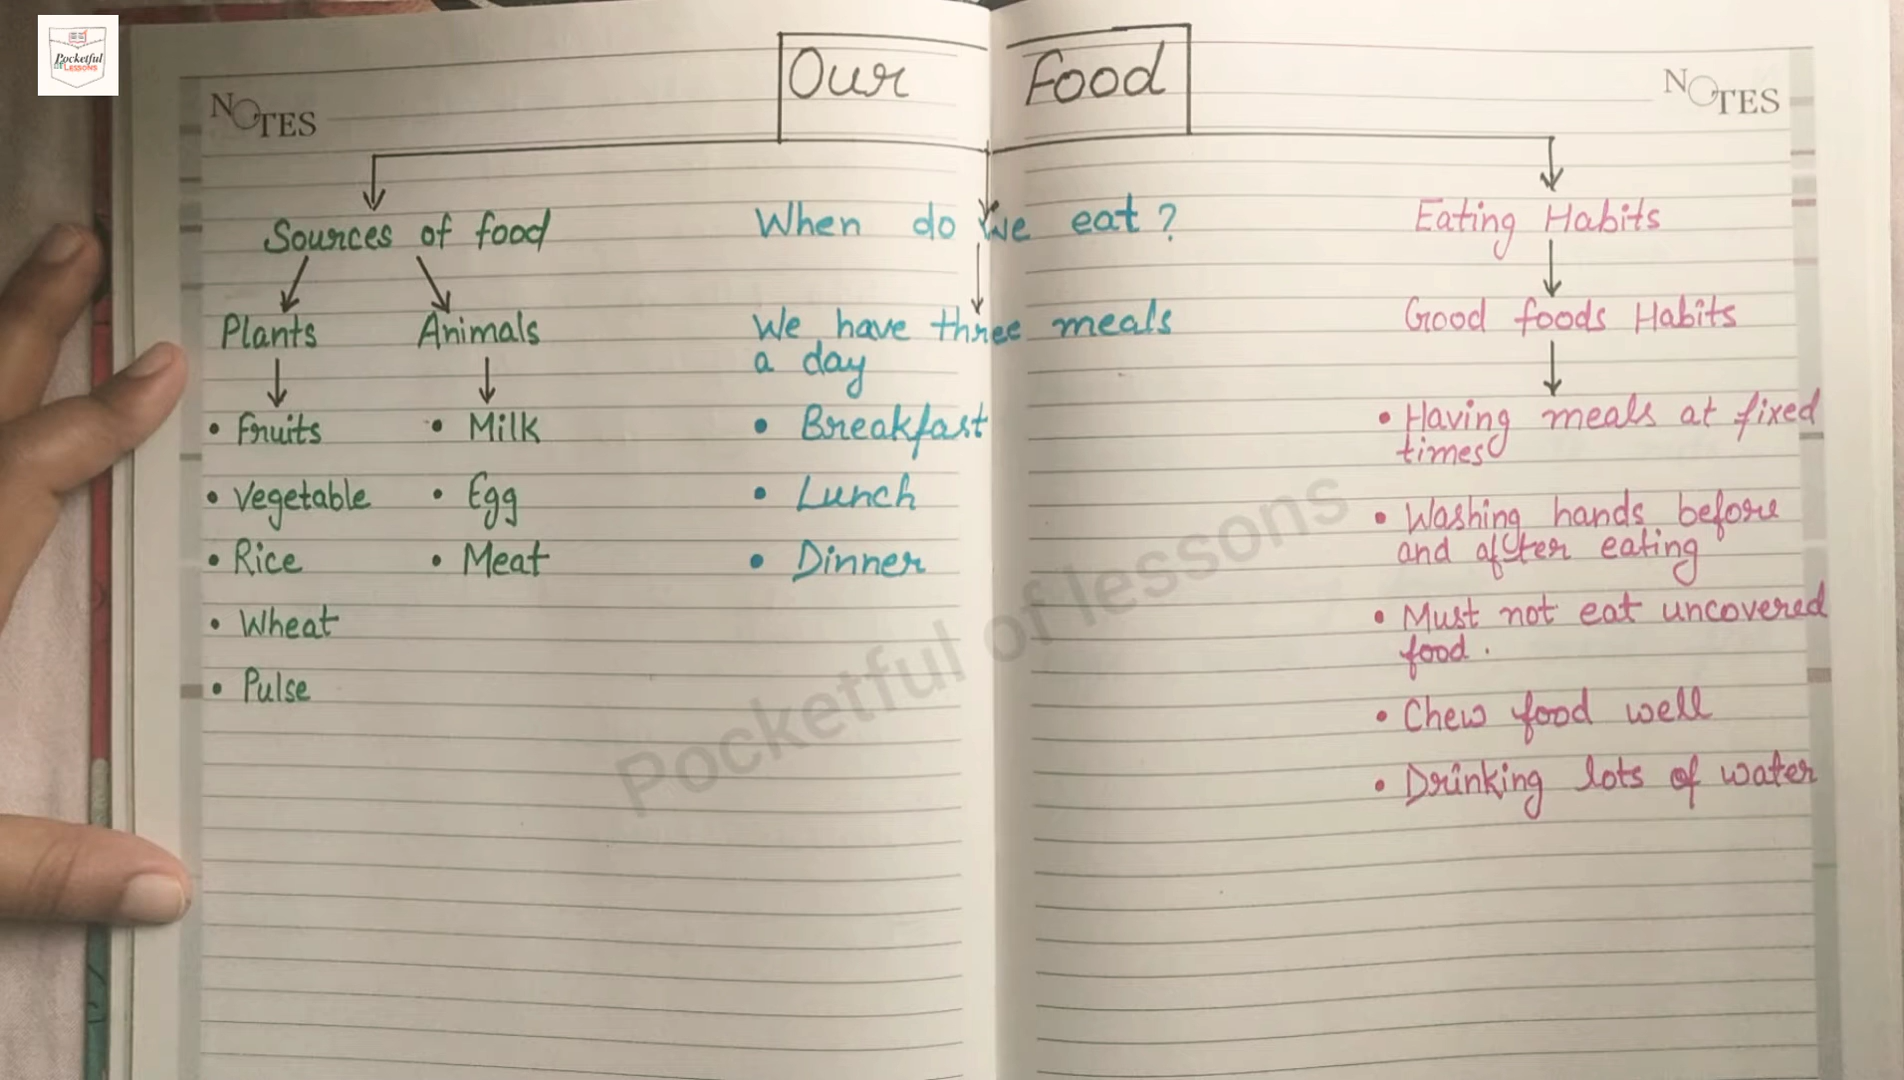 Pocketful
of LESSONS
NOTES
NOTES
Our Food
Sources of food
Plants
Animals
• Fruits
• Vegetable
• Rice
• Wheat
• Pulse
• Milk
• Egg
• Meat
When do we eat ?
We have three meals
a day
• Breakfast
• Lunch
• Dinner
Eating Habits
Good foods Habits
• Having meals at fixed
times
• Washing hands before
and after eating
• Must not eat uncovered
food .
• Chew food well
• Drinking lots of water
Pocketful of lessons